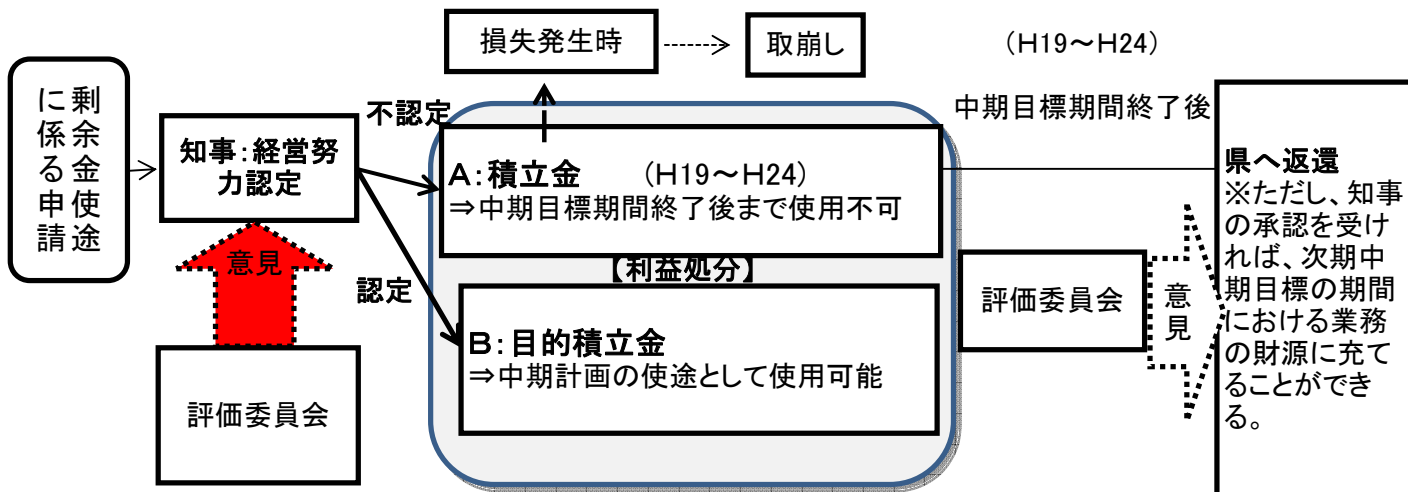 損失発生時
取崩し
（H19～H24）
剰余金使途
に係る申請
不認定
中期目標期間終了後
知事：経営努
力認定
A：積立金　（H19～H24）
⇒中期目標期間終了後まで使用不可
県へ返還
※ただし、知事
の承認を受け
れば、次期中
期目標の期間
における業務
の財源に充て
ることができ
る。
意見
認定
【利益処分】
評価委員会
意見
B：目的積立金
⇒中期計画の使途として使用可能
評価委員会